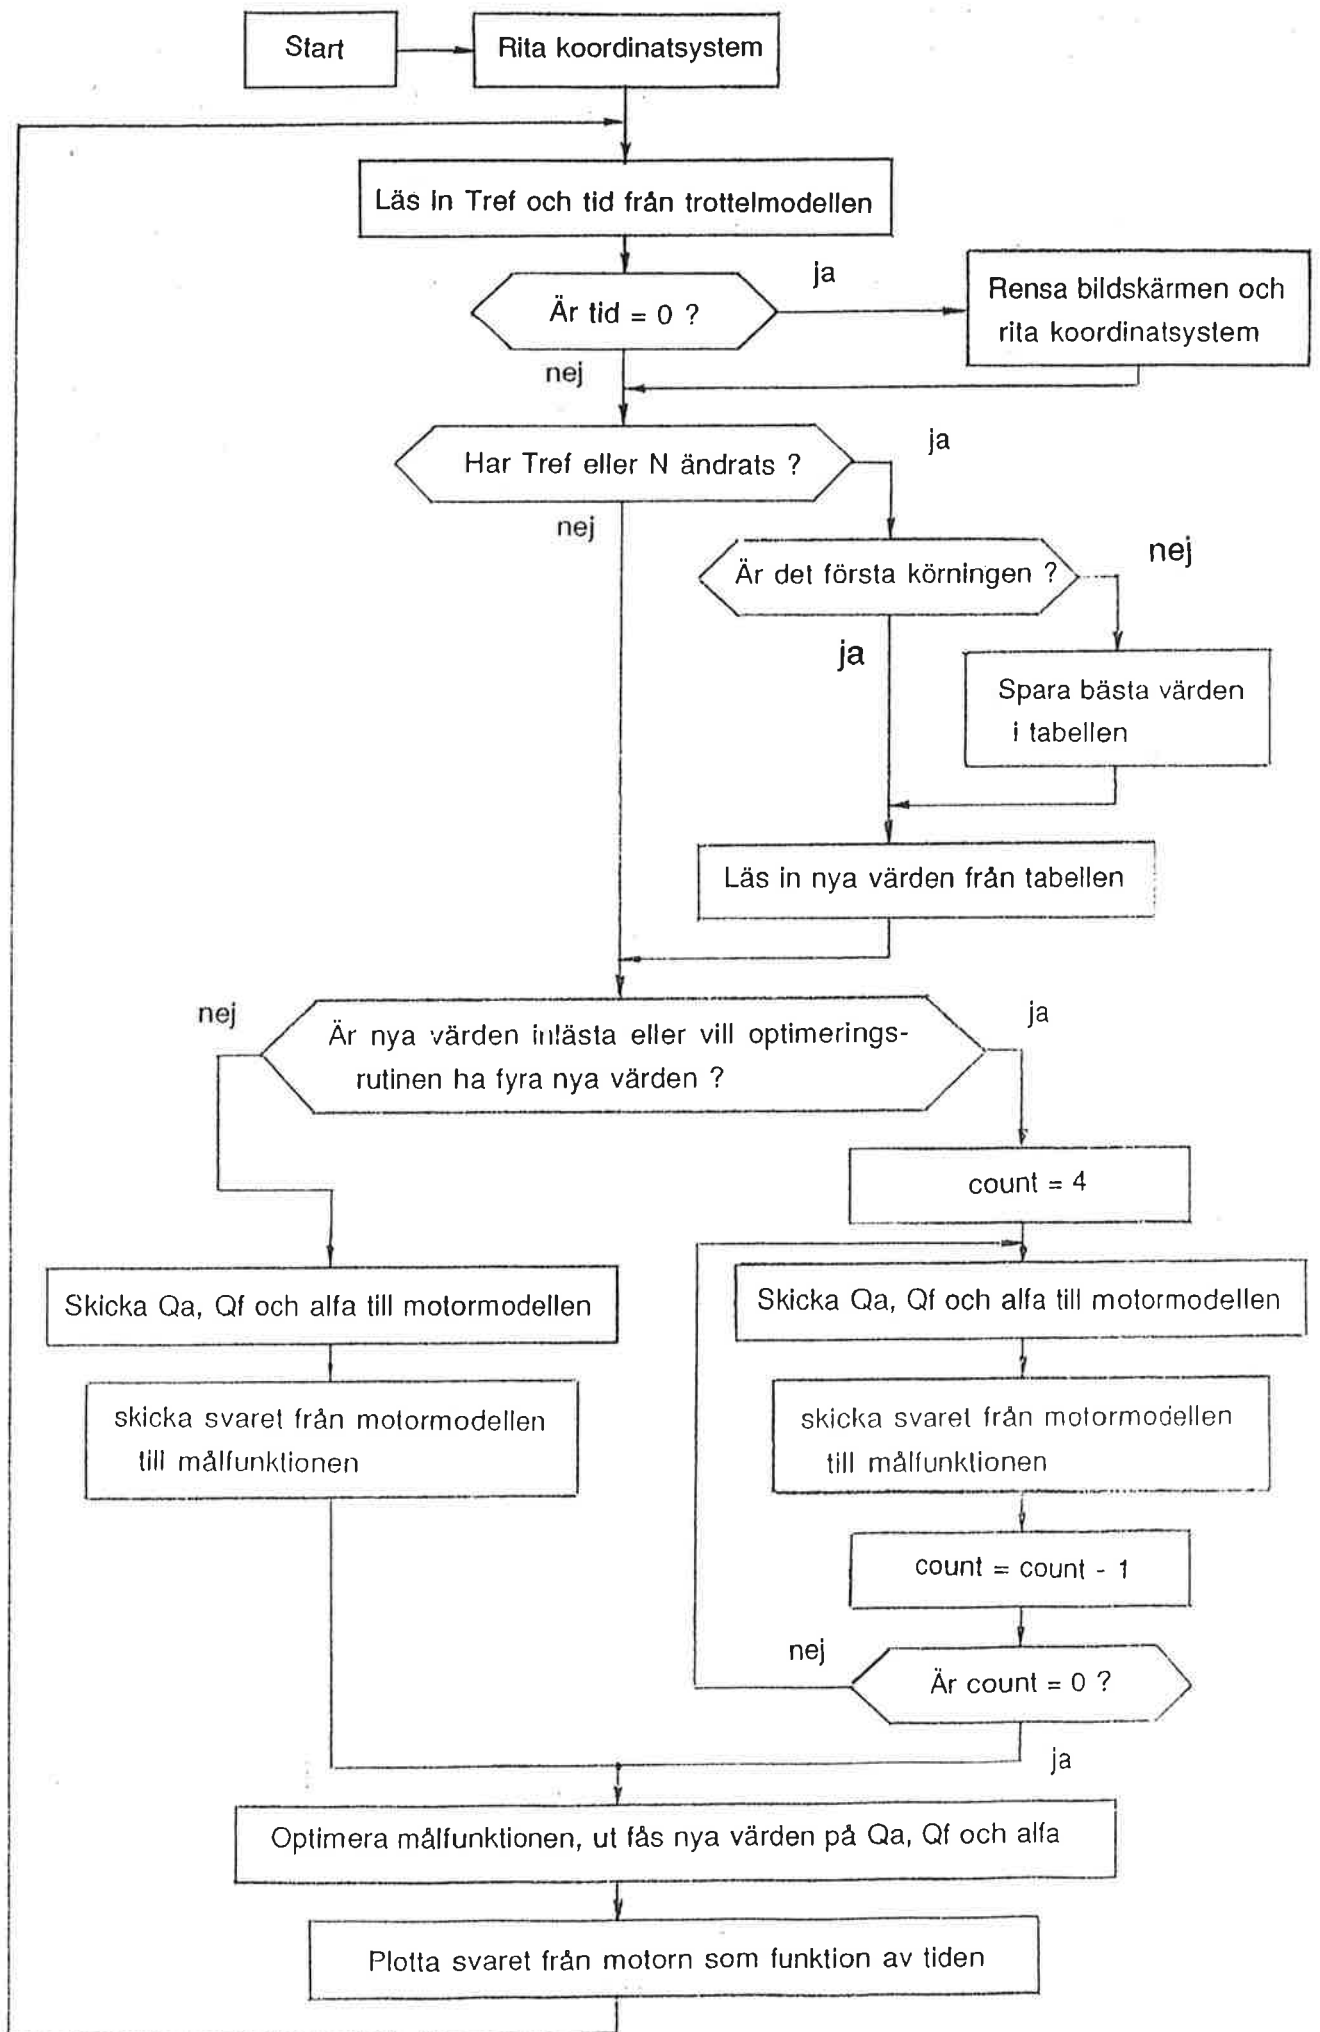 Start
Rita koordinatsystem
Läs in Tref och tid från trottelmodellen
Är tid = 0 ?
ja
Rensa bildskärmen och
rita koordinatsystem
nej
Har Tref eller N ändrats ?
ja
nej
Är det första körningen ?
nej
ja
Spara bästa värden
i tabellen
Läs in nya värden från tabellen
nej
Är nya värden inlästa eller vill optimerings-
rutinen ha fyra nya värden ?
ja
count = 4
Skicka Qa, Qf och alfa till motormodellen
skicka svaret från motormodellen
till målfunktionen
Skicka Qa, Qf och alfa till motormodellen
skicka svaret från motormodellen
till målfunktionen
count = count - 1
nej
Är count = 0 ?
ja
Optimera målfunktionen, ut fås nya värden på Qa, Qf och alfa
Plotta svaret från motorn som funktion av tiden